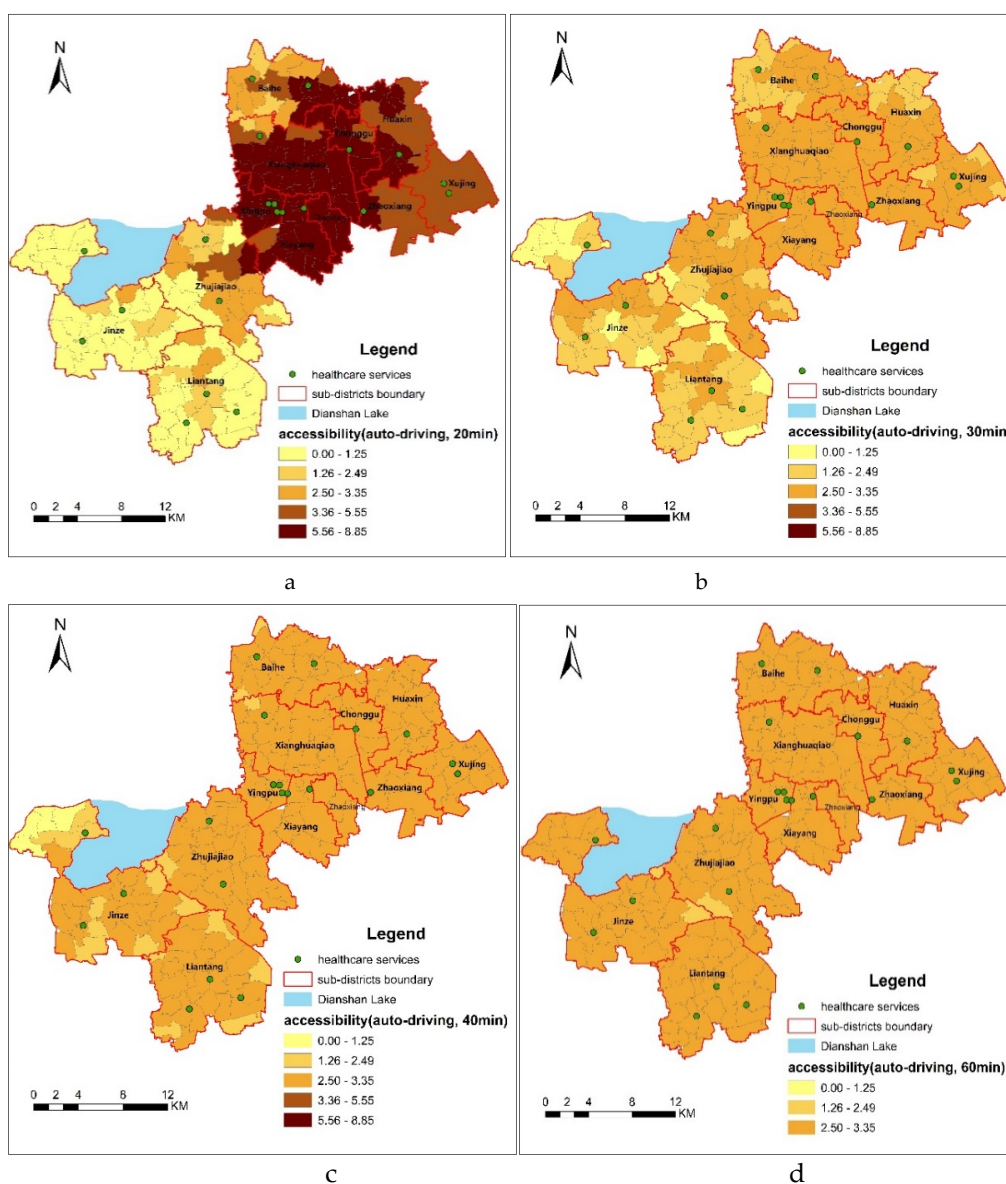 N
Baihe
Huaxin
Chonggu
Xianghuaqiao
Xujing
Yingpu
Zhaoxiang
Xiayang
Zhujiajiao
Jinze
Liantang
Legend
healthcare services
sub-districts boundary
Dianshan Lake
accessibility(auto-driving, 20min)
0.00 - 1.25
1.26 - 2.49
2.50 - 3.35
3.36 - 5.55
5.56 - 8.85
0 2 4 8 12
KM
a
N
Baihe
Huaxin
Chonggu
Xianghuaqiao
Xujing
Yingpu
Zhaoxiang
Zhaoxiang
Xiayang
Zhujiajiao
Jinze
Liantang
Legend
healthcare services
sub-districts boundary
Dianshan Lake
accessibility(auto-driving, 30min
0.00 - 1.25
1.26 - 2.49
2.50 - 3.35
3.36 - 5.55
5.56 - 8.85
0 2 4 8 12
KM
b
N
Baihe
Huaxin
Chonggu
Xianghuaqiao
Xujing
Yingpu
Zhaoxiang
Zhaoxiang
Xiayang
Zhujiajiao
Jinze
Liantang
Legend
healthcare services
sub-districts boundary
Dianshan Lake
accessibility(auto-driving, 40min)
0.00 - 1.25
1.26 - 2.49
2.50 - 3.35
3.36 - 5.55
5.56 - 8.85
0 2 4 8 12
KM
c
N
Baihe
Huaxin
Chonggu
Xianghuaqiao
Xujing
Yingpu
Zhaoxiang
Zhaoxiang
Xiayang
Zhujiajiao
Jinze
Liantang
Legend
healthcare services
sub-districts boundary
Dianshan Lake
accessibility(auto-driving, 60min)
0.00 - 1.25
1.26 - 2.49
2.50 - 3.35
0 2 4 8 12
KM
d